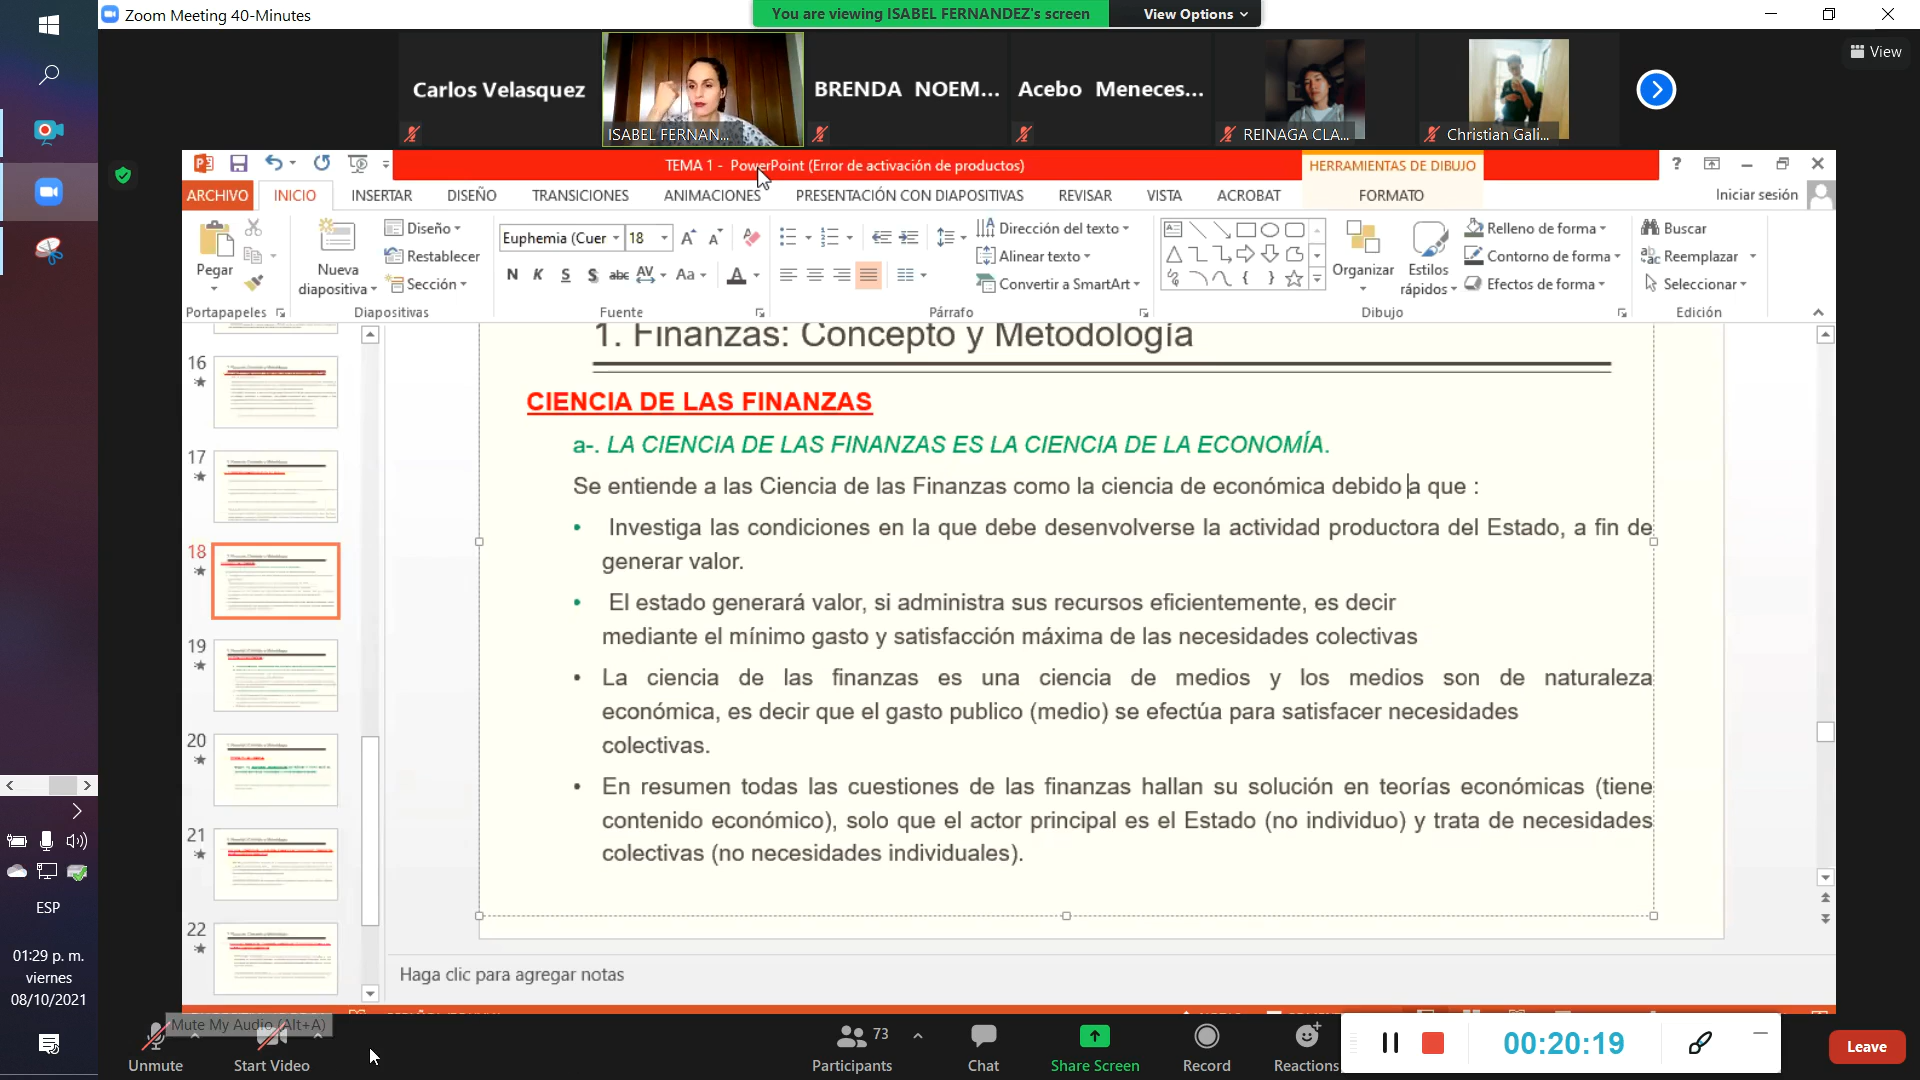 Zoom Meeting 40-Minutes
You are viewing ISABEL FERNANDEZ's screen
View Options
View
Carlos Velasquez
ISABEL FERNAN...
BRENDA NOEM...
Acebo Meneces...
REINAGA CLA...
Christian Gali...
TEMA 1 - PowerPoint (Error de activación de productos)
HERRAMIENTAS DE DIBUJO
ARCHIVO
INICIO
INSERTAR
DISEÑO
TRANSICIONES
ANIMACIONES
PRESENTACIÓN CON DIAPOSITIVAS
REVISAR
VISTA
ACROBAT
FORMATO
Iniciar sesión
Pegar
Portapapeles
Nueva
diapositiva
Diseño
Restablecer
Sección
Diapositivas
Euphemia (Cuer
18
N K S S abc AV Aa A
Fuente
Dirección del texto
Alinear texto
Convertir a SmartArt
Párrafo
Organizar
Estilos
rápidos
Relleno de forma
Contorno de forma
Efectos de forma
Dibujo
Buscar
Reemplazar
Seleccionar
Edición
16
17
18
19
20
21
22
1. Finanzas: Concepto y Metodología
CIENCIA DE LAS FINANZAS
a-. LA CIENCIA DE LAS FINANZAS ES LA CIENCIA DE LA ECONOMÍA.
Se entiende a las Ciencia de las Finanzas como la ciencia de económica debido a que :
• Investiga las condiciones en la que debe desenvolverse la actividad productora del Estado, a fin de
generar valor.
• El estado generará valor, si administra sus recursos eficientemente, es decir
mediante el mínimo gasto y satisfacción máxima de las necesidades colectivas
• La ciencia de las finanzas es una ciencia de medios y los medios son de naturaleza
económica, es decir que el gasto publico (medio) se efectúa para satisfacer necesidades
colectivas.
• En resumen todas las cuestiones de las finanzas hallan su solución en teorías económicas (tiene
contenido económico), solo que el actor principal es el Estado (no individuo) y trata de necesidades
colectivas (no necesidades individuales).
Haga clic para agregar notas
ESP
01:29 p. m.
viernes
08/10/2021
Mute My Audio (Alt+A)
Unmute
Start Video
73
Participants
Chat
Share Screen
Record
Reactions
00:20:19
Leave